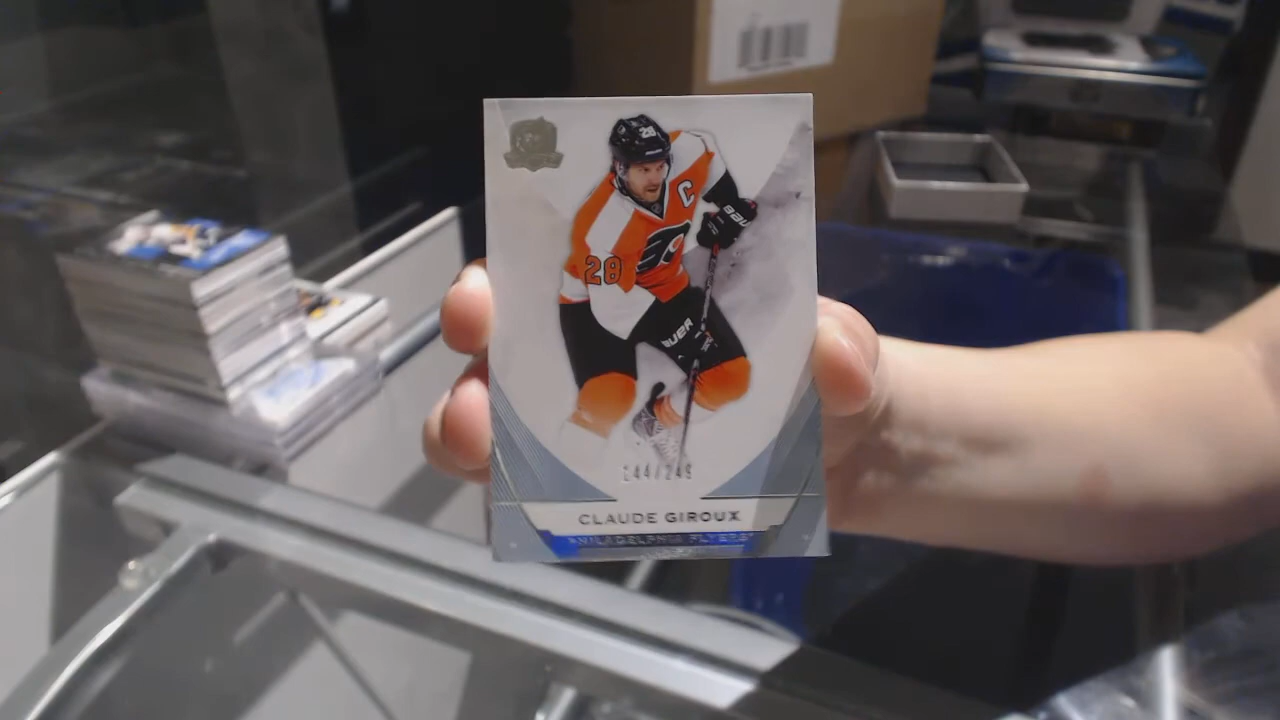 28
C
BAUER
28
BAUER
244/249
CLAUDE GIROUX
PHILADELPHIA FLYERS